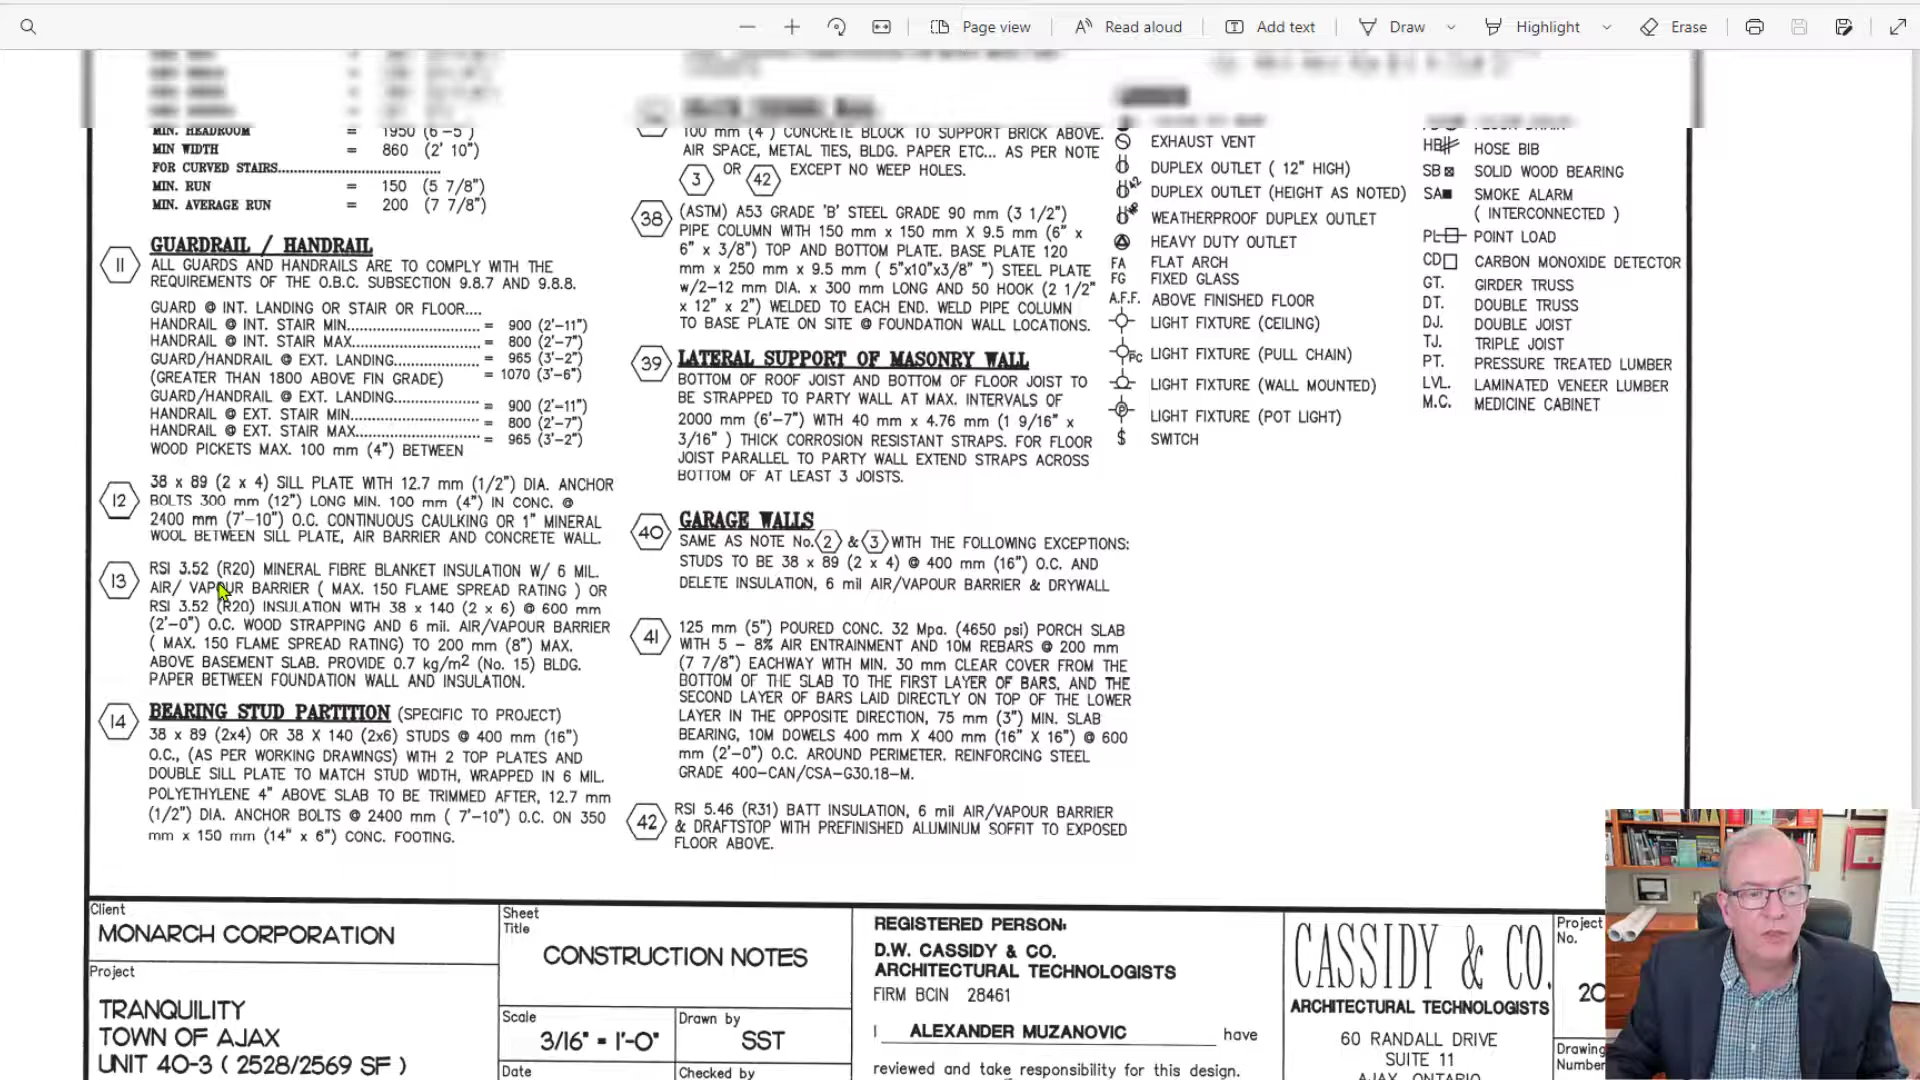 Page view
Read aloud
Add text
Draw
Highlight
Erase
MIN. HEADROOM = 1950 (6'-5")
MIN WIDTH = 860 (2' 10")
FOR CURVED STAIRS
MIN. RUN = 150 (5 7/8")
MIN. AVERAGE RUN = 200 (7 7/8")
11 GUARDRAIL / HANDRAIL
ALL GUARDS AND HANDRAILS ARE TO COMPLY WITH THE
REQUIREMENTS OF THE O.B.C. SUBSECTION 9.8.7 AND 9.8.8.
GUARD @ INT. LANDING OR STAIR OR FLOOR....
HANDRAIL @ INT. STAIR MIN. = 900 (2'-11")
HANDRAIL @ INT. STAIR MAX. = 800 (2'-7")
GUARD/HANDRAIL @ EXT. LANDING = 965 (3'-2")
(GREATER THAN 1800 ABOVE FIN GRADE) = 1070 (3'-6")
GUARD/HANDRAIL @ EXT. LANDING
HANDRAIL @ EXT. STAIR MIN. = 900 (2'-11")
HANDRAIL @ EXT. STAIR MAX. = 800 (2'-7")
= 965 (3'-2")
WOOD PICKETS MAX. 100 mm (4") BETWEEN
12 38 x 89 (2 x 4) SILL PLATE WITH 12.7 mm (1/2") DIA. ANCHOR
BOLTS 300 mm (12") LONG MIN. 100 mm (4") IN CONC. @
2400 mm (7'-10") O.C. CONTINUOUS CAULKING OR 1" MINERAL
WOOL BETWEEN SILL PLATE, AIR BARRIER AND CONCRETE WALL.
13 RSI 3.52 (R20) MINERAL FIBRE BLANKET INSULATION W/ 6 MIL.
AIR/ VAPOUR BARRIER ( MAX. 150 FLAME SPREAD RATING ) OR
RSI 3.52 (R20) INSULATION WITH 38 x 140 (2 x 6) @ 600 mm
(2'-0") O.C. WOOD STRAPPING AND 6 mil. AIR/VAPOUR BARRIER
( MAX. 150 FLAME SPREAD RATING) TO 200 mm (8") MAX.
ABOVE BASEMENT SLAB. PROVIDE 0.7 kg/m2 (No. 15) BLDG.
PAPER BETWEEN FOUNDATION WALL AND INSULATION.
14 BEARING STUD PARTITION (SPECIFIC TO PROJECT)
38 x 89 (2x4) OR 38 X 140 (2x6) STUDS @ 400 mm (16")
O.C., (AS PER WORKING DRAWINGS) WITH 2 TOP PLATES AND
DOUBLE SILL PLATE TO MATCH STUD WIDTH, WRAPPED IN 6 MIL.
POLYETHYLENE 4" ABOVE SLAB TO BE TRIMMED AFTER, 12.7 mm
(1/2") DIA. ANCHOR BOLTS @ 2400 mm ( 7'-10") O.C. ON 350
mm x 150 mm (14" x 6") CONC. FOOTING.
100 mm (4") CONCRETE BLOCK TO SUPPORT BRICK ABOVE.
AIR SPACE, METAL TIES, BLDG. PAPER ETC... AS PER NOTE
3 OR 42 EXCEPT NO WEEP HOLES.
38 (ASTM) A53 GRADE 'B' STEEL GRADE 90 mm (3 1/2")
PIPE COLUMN WITH 150 mm x 150 mm X 9.5 mm (6" x
6" x 3/8") TOP AND BOTTOM PLATE. BASE PLATE 120
mm x 250 mm x 9.5 mm ( 5"x10"x3/8" ") STEEL PLATE
w/2-12 mm DIA. x 300 mm LONG AND 50 HOOK (2 1/2"
x 12" x 2") WELDED TO EACH END. WELD PIPE COLUMN
TO BASE PLATE ON SITE @ FOUNDATION WALL LOCATIONS.
39 LATERAL SUPPORT OF MASONRY WALL
BOTTOM OF ROOF JOIST AND BOTTOM OF FLOOR JOIST TO
BE STRAPPED TO PARTY WALL AT MAX. INTERVALS OF
2000 mm (6'-7") WITH 40 mm x 4.76 mm (1 9/16" x
3/16" ) THICK CORROSION RESISTANT STRAPS. FOR FLOOR
JOIST PARALLEL TO PARTY WALL EXTEND STRAPS ACROSS
BOTTOM OF AT LEAST 3 JOISTS.
40 GARAGE WALLS
SAME AS NOTE No. 2 & 3 WITH THE FOLLOWING EXCEPTIONS:
STUDS TO BE 38 x 89 (2 x 4) @ 400 mm (16") O.C. AND
DELETE INSULATION, 6 mil AIR/VAPOUR BARRIER & DRYWALL
41 125 mm (5") POURED CONC. 32 Mpa. (4650 psi) PORCH SLAB
WITH 5 - 8% AIR ENTRAINMENT AND 10M REBARS @ 200 mm
(7 7/8") EACHWAY WITH MIN. 30 mm CLEAR COVER FROM THE
BOTTOM OF THE SLAB TO THE FIRST LAYER OF BARS, AND THE
SECOND LAYER OF BARS LAID DIRECTLY ON TOP OF THE LOWER
LAYER IN THE OPPOSITE DIRECTION, 75 mm (3") MIN. SLAB
BEARING, 10M DOWELS 400 mm X 400 mm (16" X 16") @ 600
mm (2'-0") O.C. AROUND PERIMETER. REINFORCING STEEL
GRADE 400-CAN/CSA-G30.18-M.
42 RSI 5.46 (R31) BATT INSULATION, 6 mil AIR/VAPOUR BARRIER
& DRAFTSTOP WITH PREFINISHED ALUMINUM SOFFIT TO EXPOSED
FLOOR ABOVE.
EXHAUST VENT
DUPLEX OUTLET ( 12" HIGH)
DUPLEX OUTLET (HEIGHT AS NOTED)
WEATHERPROOF DUPLEX OUTLET
HEAVY DUTY OUTLET
FA FLAT ARCH
FG FIXED GLASS
A.F.F. ABOVE FINISHED FLOOR
LIGHT FIXTURE (CEILING)
PC LIGHT FIXTURE (PULL CHAIN)
LIGHT FIXTURE (WALL MOUNTED)
P LIGHT FIXTURE (POT LIGHT)
$ SWITCH
HB HOSE BIB
SB SOLID WOOD BEARING
SA SMOKE ALARM
( INTERCONNECTED )
PL POINT LOAD
CD CARBON MONOXIDE DETECTOR
GT. GIRDER TRUSS
DT. DOUBLE TRUSS
DJ. DOUBLE JOIST
TJ. TRIPLE JOIST
PT. PRESSURE TREATED LUMBER
LVL. LAMINATED VENEER LUMBER
M.C. MEDICINE CABINET
Client
MONARCH CORPORATION
Project
TRANQUILITY
TOWN OF AJAX
UNIT 40-3 ( 2528/2569 SF )
Sheet
Title
CONSTRUCTION NOTES
Scale
3/16" = 1'-0"
Drawn by
SST
Date
Checked by
REGISTERED PERSON:
D.W. CASSIDY & CO.
ARCHITECTURAL TECHNOLOGISTS
FIRM BCIN 28461
I ALEXANDER MUZANOVIC have
reviewed and take responsibility for this design.
CASSIDY & CO.
ARCHITECTURAL TECHNOLOGISTS
60 RANDALL DRIVE
SUITE 11
AJAX, ONTARIO
Project
No.
20
Drawing
Number